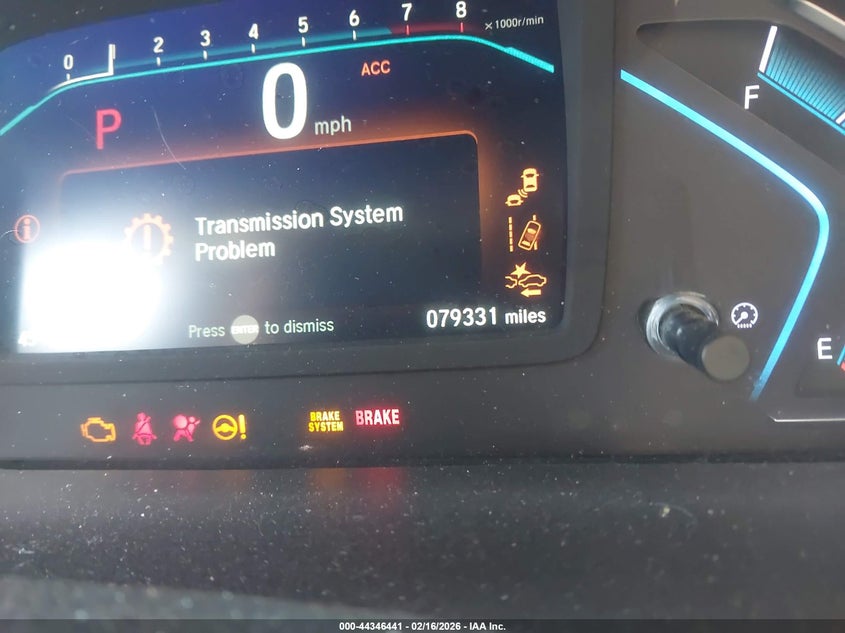 0 2 3 4 5 6 7 8 ×1000r/min
ACC
P 0 mph
F
Transmission System
Problem
Press ENTER to dismiss
079331 miles
E
BRAKE
SYSTEM
BRAKE
000-44346441 - 02/16/2026 - IAA Inc.